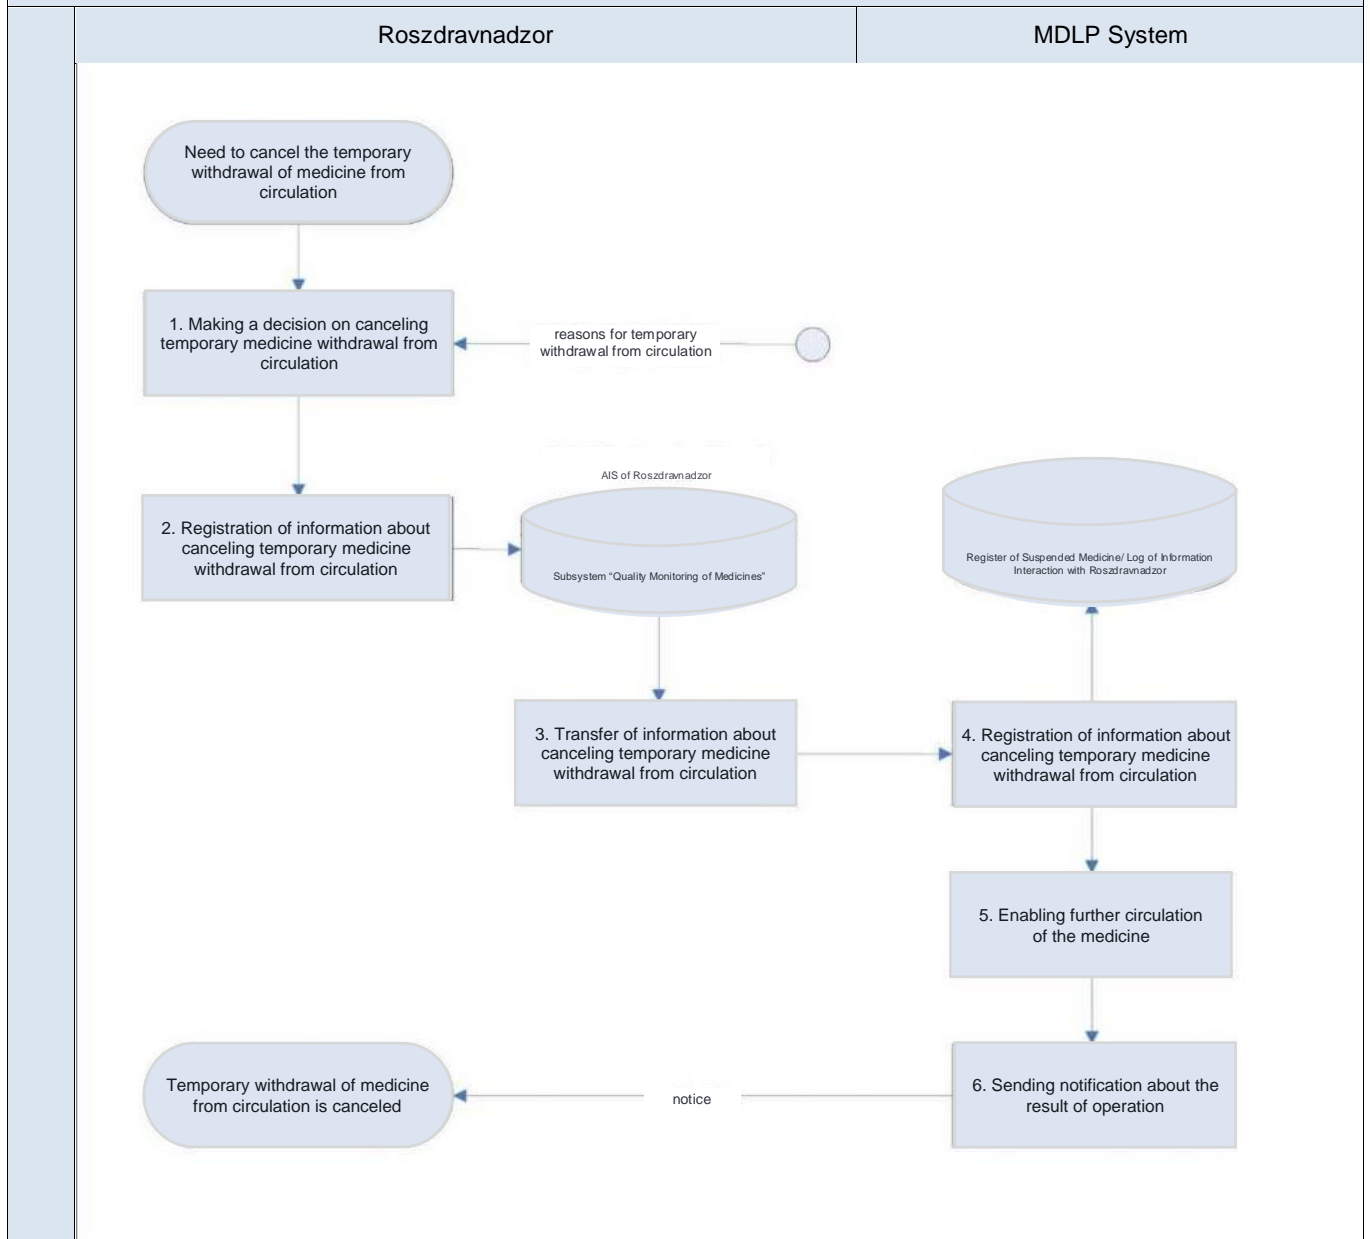 Roszdravnadzor
MDLP System
Need to cancel the temporary
withdrawal of medicine from
circulation
1. Making a decision on canceling
temporary medicine withdrawal from
circulation
reasons for temporary
withdrawal from circulation
AIS of Roszdravnadzor
2. Registration of information about
canceling temporary medicine
withdrawal from circulation
Subsystem “Quality Monitoring of Medicines”
Register of Suspended Medicine/ Log of Information
Interaction with Roszdravnadzor
3. Transfer of information about
canceling temporary medicine
withdrawal from circulation
4. Registration of information about
canceling temporary medicine
withdrawal from circulation
5. Enabling further circulation
of the medicine
Temporary withdrawal of medicine
from circulation is canceled
notice
6. Sending notification about the
result of operation